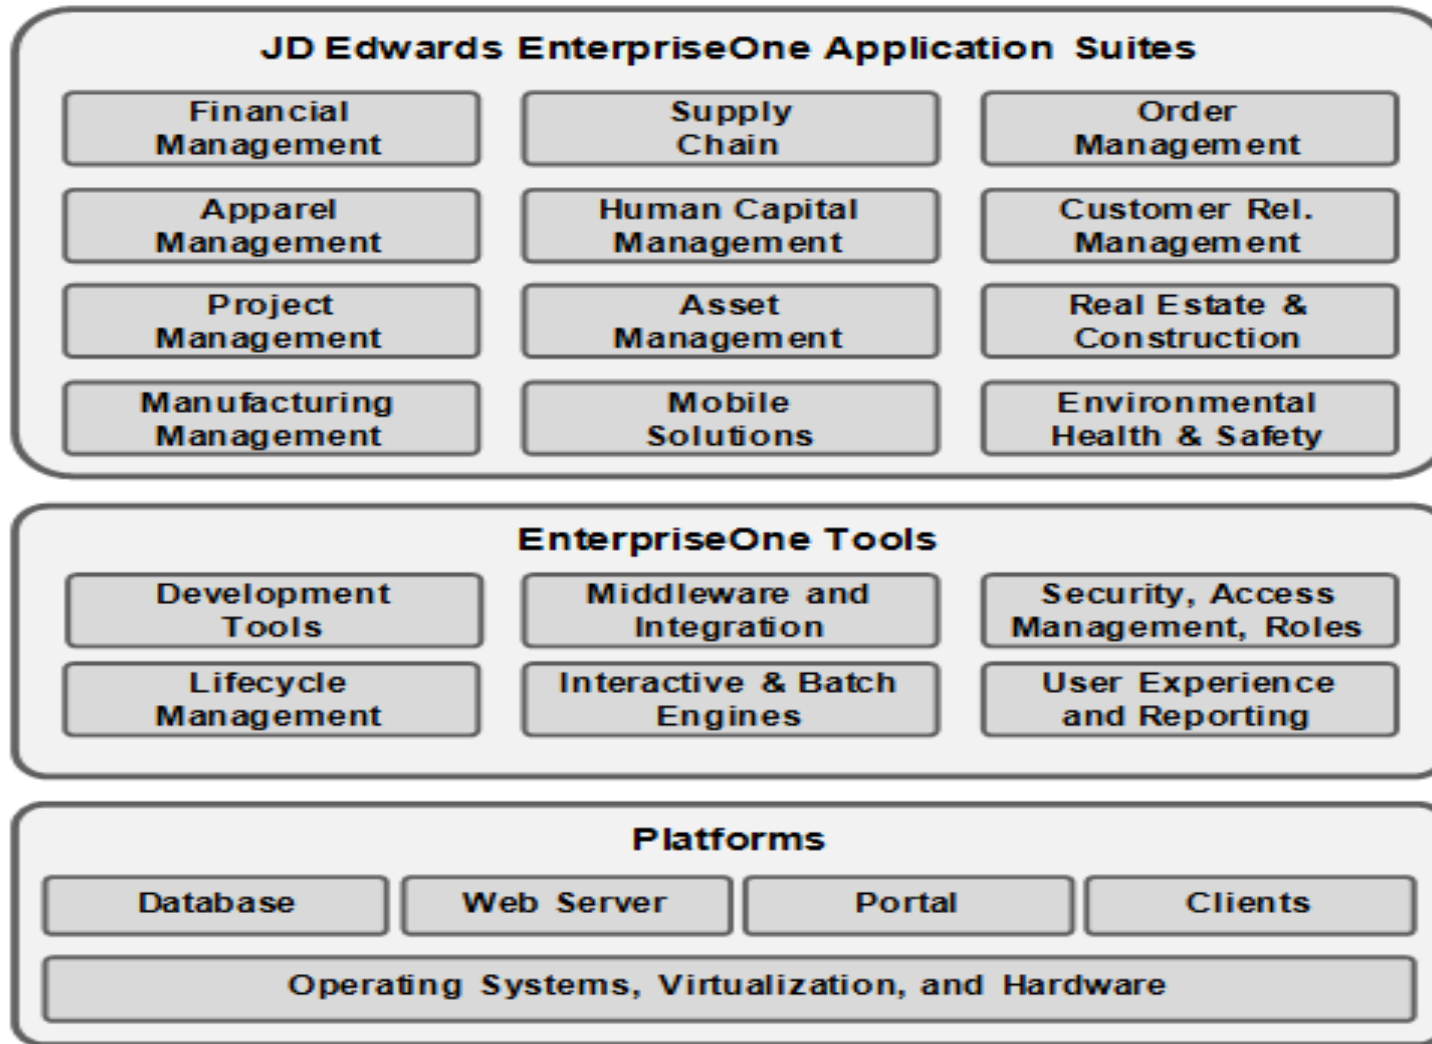 JD Edwards EnterpriseOne Application Suites
Financial
Management
Supply
Chain
Order
Management
Apparel
Management
Human Capital
Management
Customer Rel.
Management
Project
Management
Asset
Management
Real Estate &
Construction
Manufacturing
Management
Mobile
Solutions
Environmental
Health & Safety
EnterpriseOne Tools
Development
Tools
Middleware and
Integration
Security, Access
Management, Roles
Lifecycle
Management
Interactive & Batch
Engines
User Experience
and Reporting
Platforms
Database
Web Server
Portal
Clients
Operating Systems, Virtualization, and Hardware